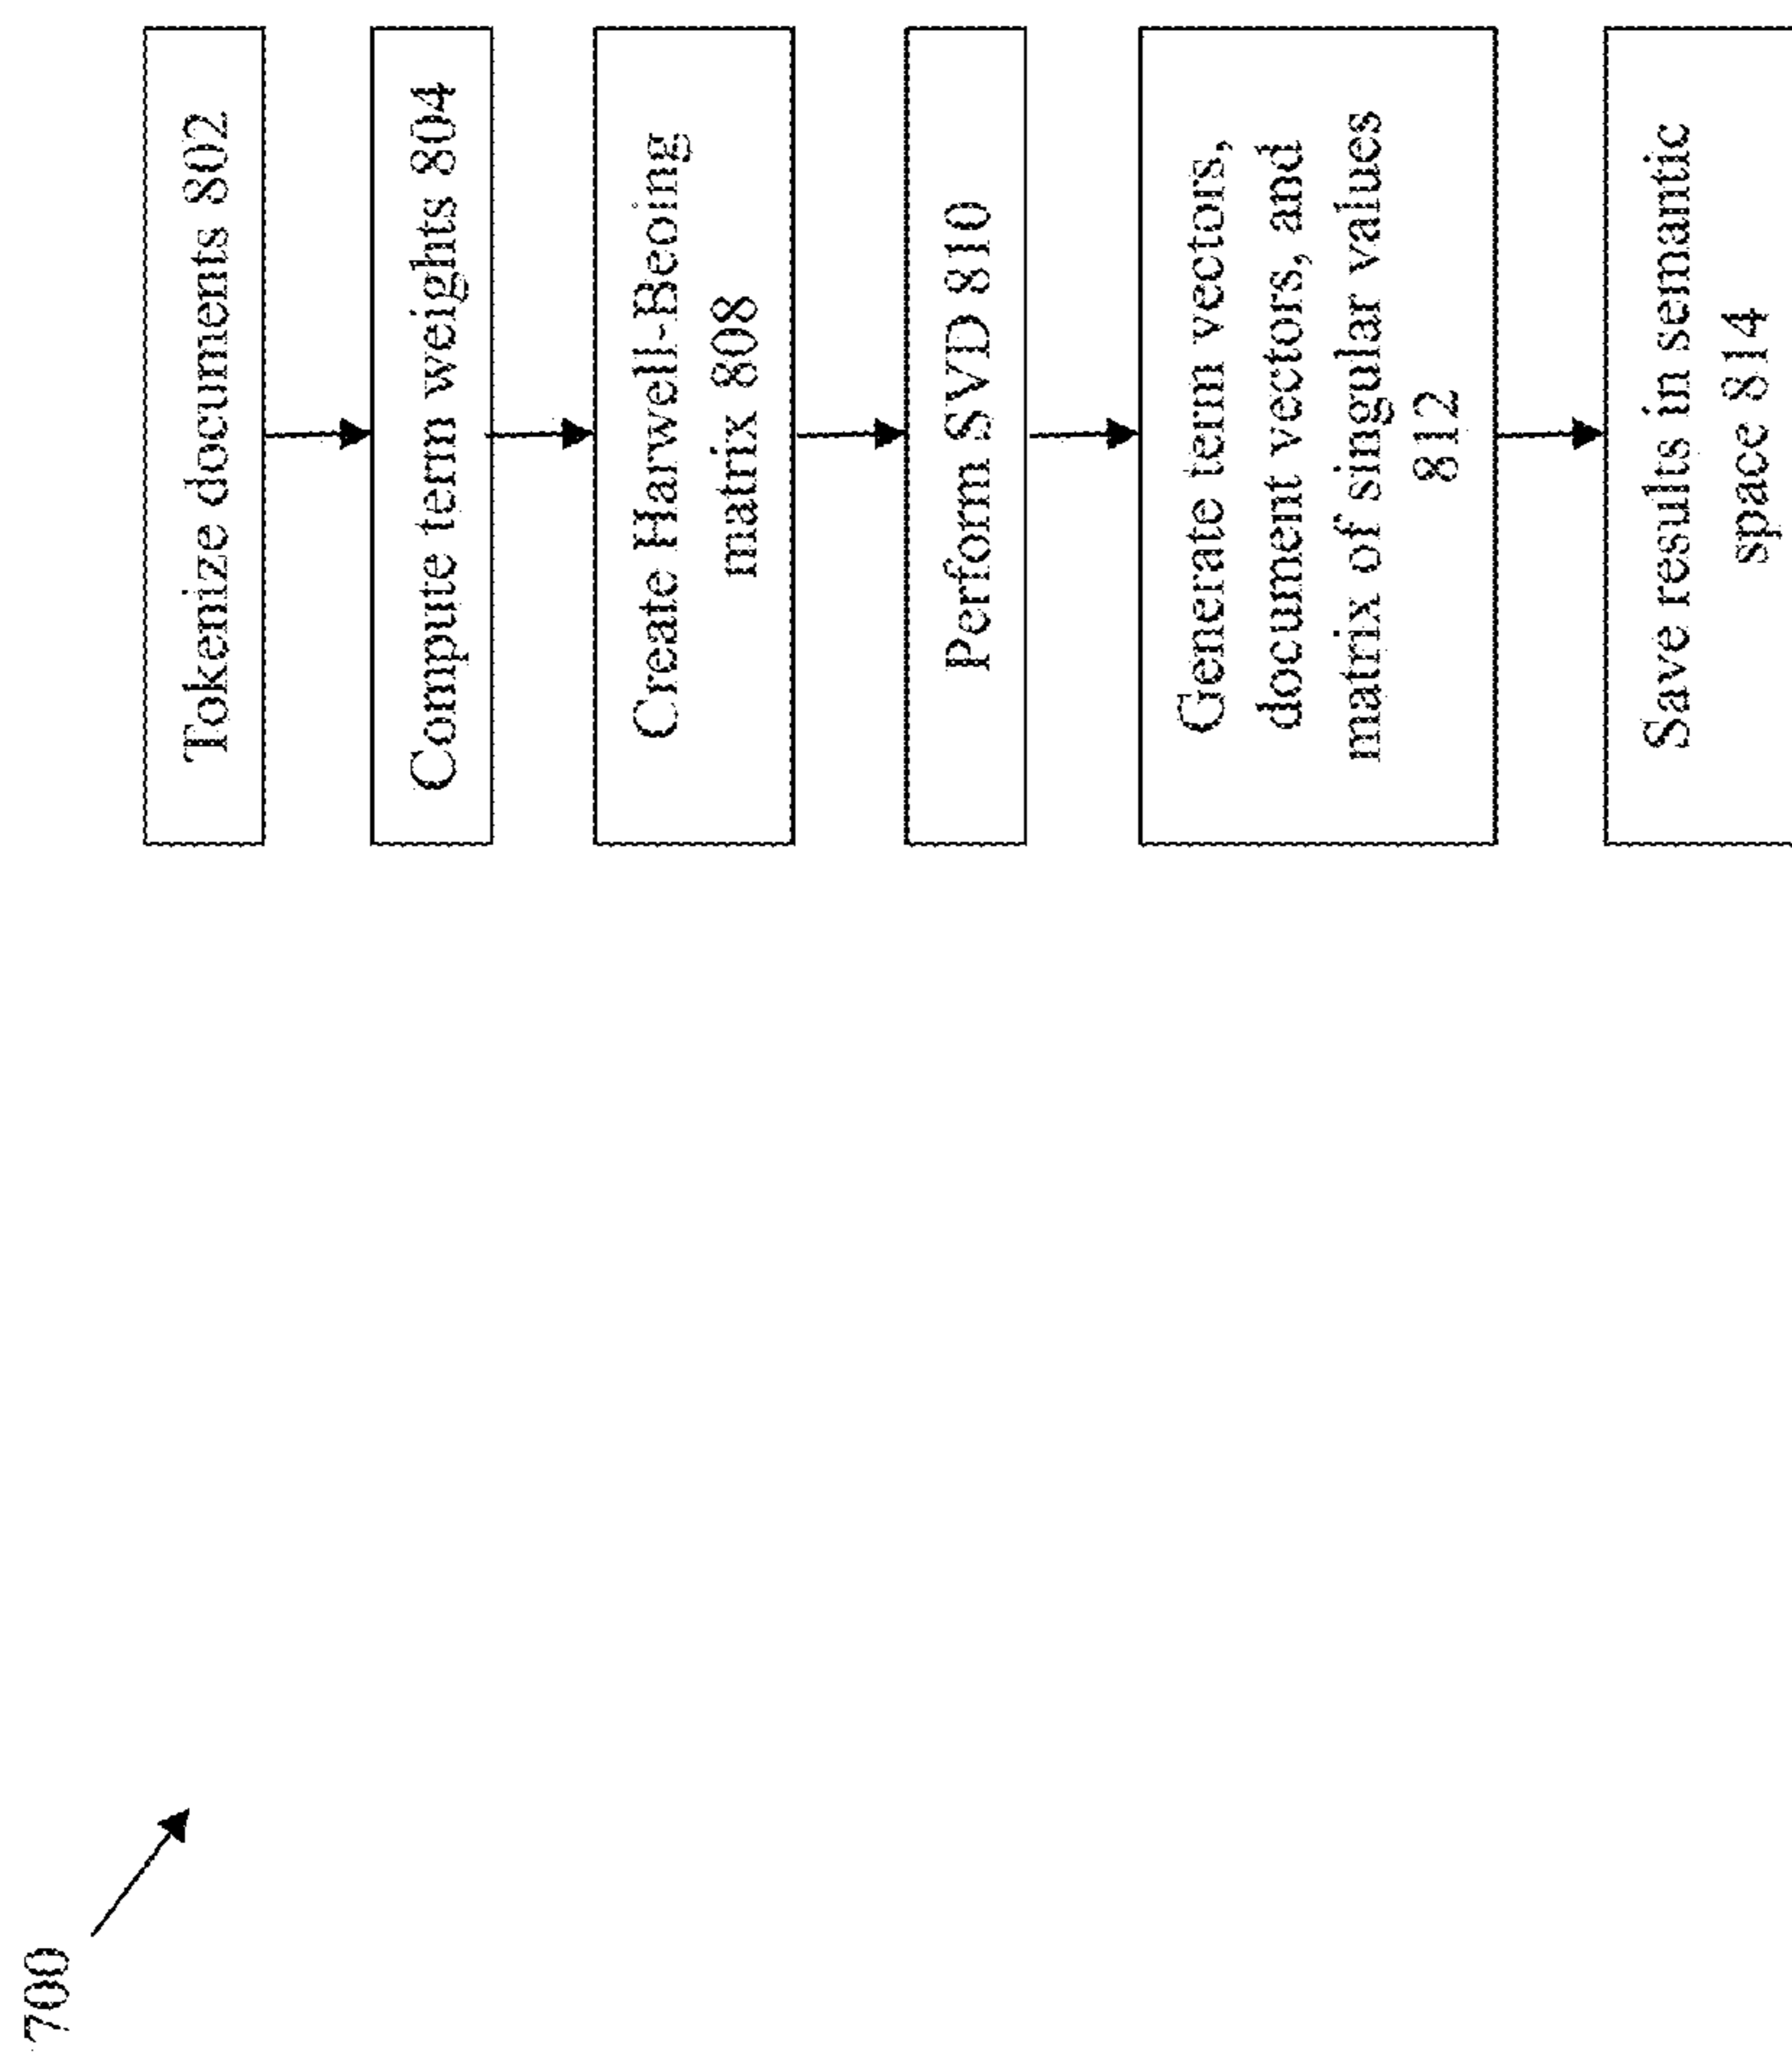 700
Tokenize documents 802
Compute term weights 804
Create Harwell-Beoing
matrix 808
Perform SVD 810
Generate term vectors,
document vectors, and
matrix of singular values
812
Save results in semantic
space 814